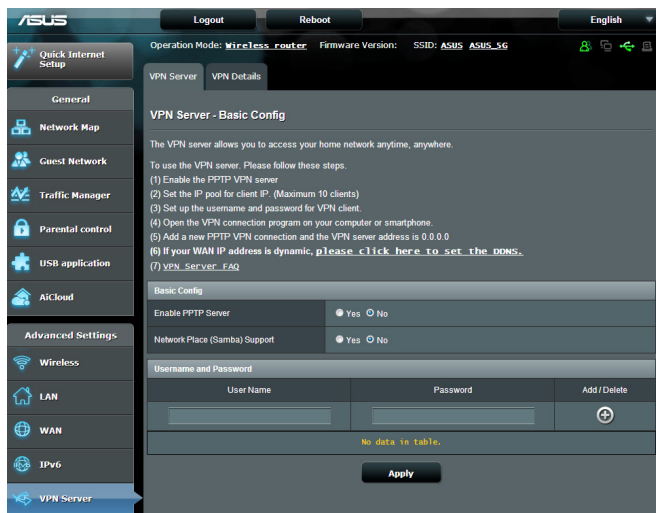 ASUS
Logout
Reboot
English
Quick Internet Setup
Operation Mode: Wireless router Firmware Version: SSID: ASUS ASUS_5G
VPN Server
VPN Details
General
Network Map
Guest Network
Traffic Manager
Parental control
USB application
AiCloud
Advanced Settings
Wireless
LAN
WAN
IPv6
VPN Server
VPN Server - Basic Config
The VPN server allows you to access your home network anytime, anywhere.
To use the VPN server. Please follow these steps.
(1) Enable the PPTP VPN server
(2) Set the IP pool for client IP. (Maximum 10 clients)
(3) Set up the username and password for VPN client.
(4) Open the VPN connection program on your computer or smartphone.
(5) Add a new PPTP VPN connection and the VPN server address is 0.0.0.0
(6) If your WAN IP address is dynamic, please click here to set the DDNS.
(7) VPN Server FAQ
Basic Config
Enable PPTP Server Yes No
Network Place (Samba) Support Yes No
Username and Password
User Name Password Add / Delete
No data in table.
Apply